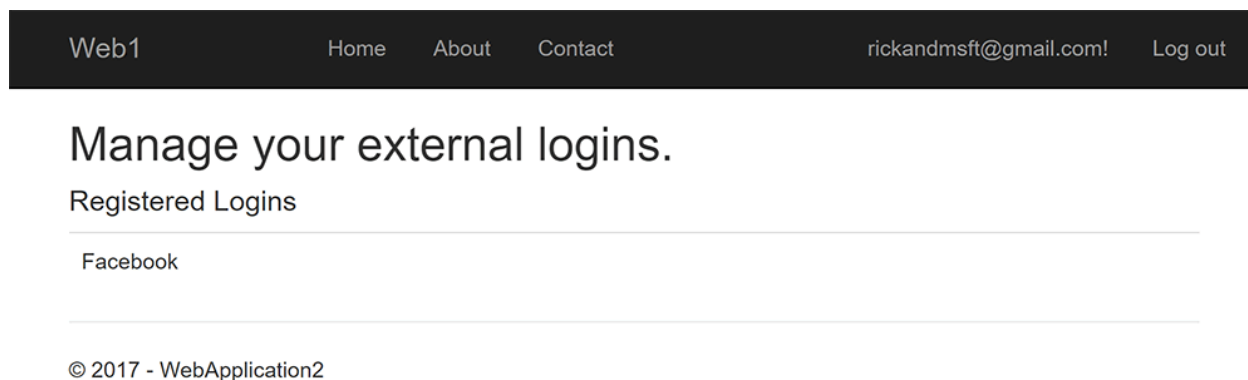 Web1 Home About Contact rickandmsft@gmail.com! Log out
Manage your external logins.
Registered Logins
Facebook
© 2017 - WebApplication2